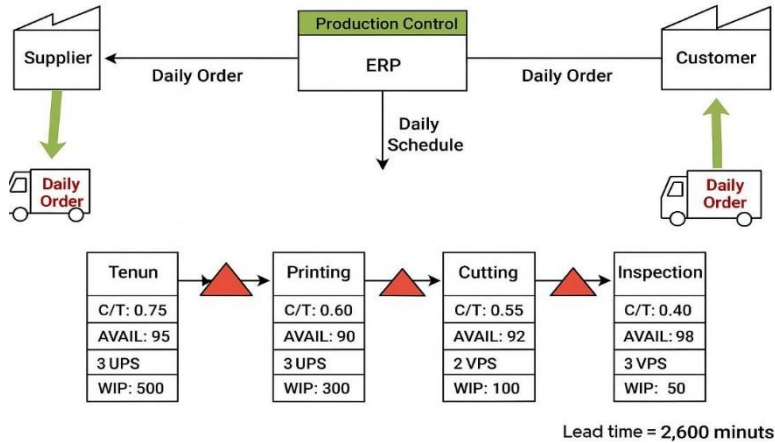 Production Control
Supplier
ERP
Customer
Daily Order
Daily Order
Daily
Schedule
Daily
Order
Daily
Order
Tenun
C/T: 0.75
AVAIL: 95
3 UPS
WIP: 500
Printing
C/T: 0.60
AVAIL: 90
3 UPS
WIP: 300
Cutting
C/T: 0.55
AVAIL: 92
2 VPS
WIP: 100
Inspection
C/T: 0.40
AVAIL: 98
3 VPS
WIP: 50
Lead time = 2,600 minuts